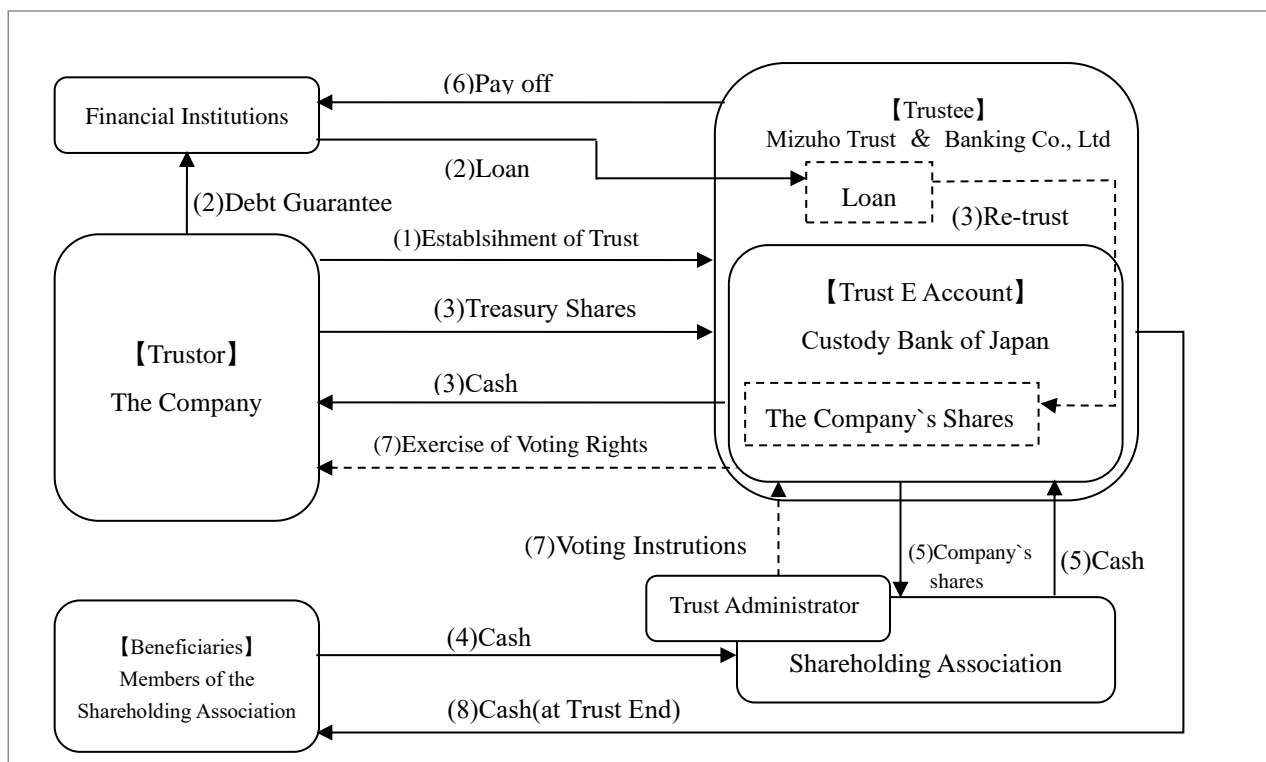 (6)Pay off
Financial Institutions
【Trustee】
Mizuho Trust & Banking Co., Ltd
(2)Loan
Loan
(2)Debt Guarantee
(3)Re-trust
(1)Establsihment of Trust
【Trust E Account】
(3)Treasury Shares
Custody Bank of Japan
【Trustor】
The Company
(3)Cash
The Company`s Shares
(7)Exercise of Voting Rights
(7)Voting Instrutions
(5)Company`s
shares
(5)Cash
Trust Administrator
【Beneficiaries】
Members of the
Shareholding Association
(4)Cash
Shareholding Association
(8)Cash(at Trust End)